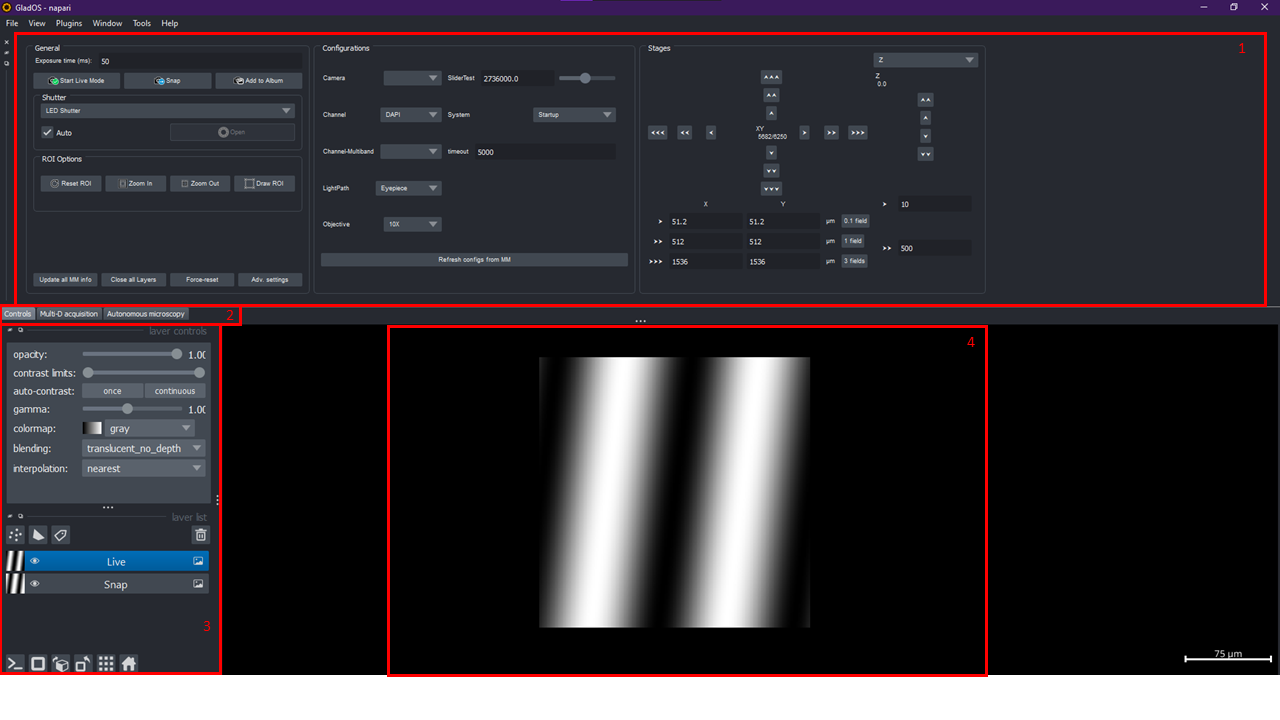 GladOS - napari
File View Plugins Window Tools Help
1
General
Exposure time (ms): 50
Start Live Mode Snap Add to Album
Shutter
LED Shutter
Auto Open
ROI Options
Reset ROI Zoom In Zoom Out Draw ROI
Update all MM info Close all Layers Force-reset Adv. settings
Configurations
Camera SliderTest 2736000.0
Channel DAPI System Startup
Channel-Multiband timeout 5000
LightPath Eyepiece
Objective 10X
Refresh configs from MM
Stages
Z
Z
0.0
XY
5682/6250
X Y
> 51.2 51.2 µm 0.1 field
>> 512 512 µm 1 field
>>> 1536 1536 µm 3 fields
> 10
>> 500
Controls Multi-D acquisition Autonomous microscopy 2
layer controls
opacity: 1.00
contrast limits:
auto-contrast: once continuous
gamma: 1.00
colormap: gray
blending: translucent_no_depth
interpolation: nearest
layer list
Live
Snap
3
4
75 µm